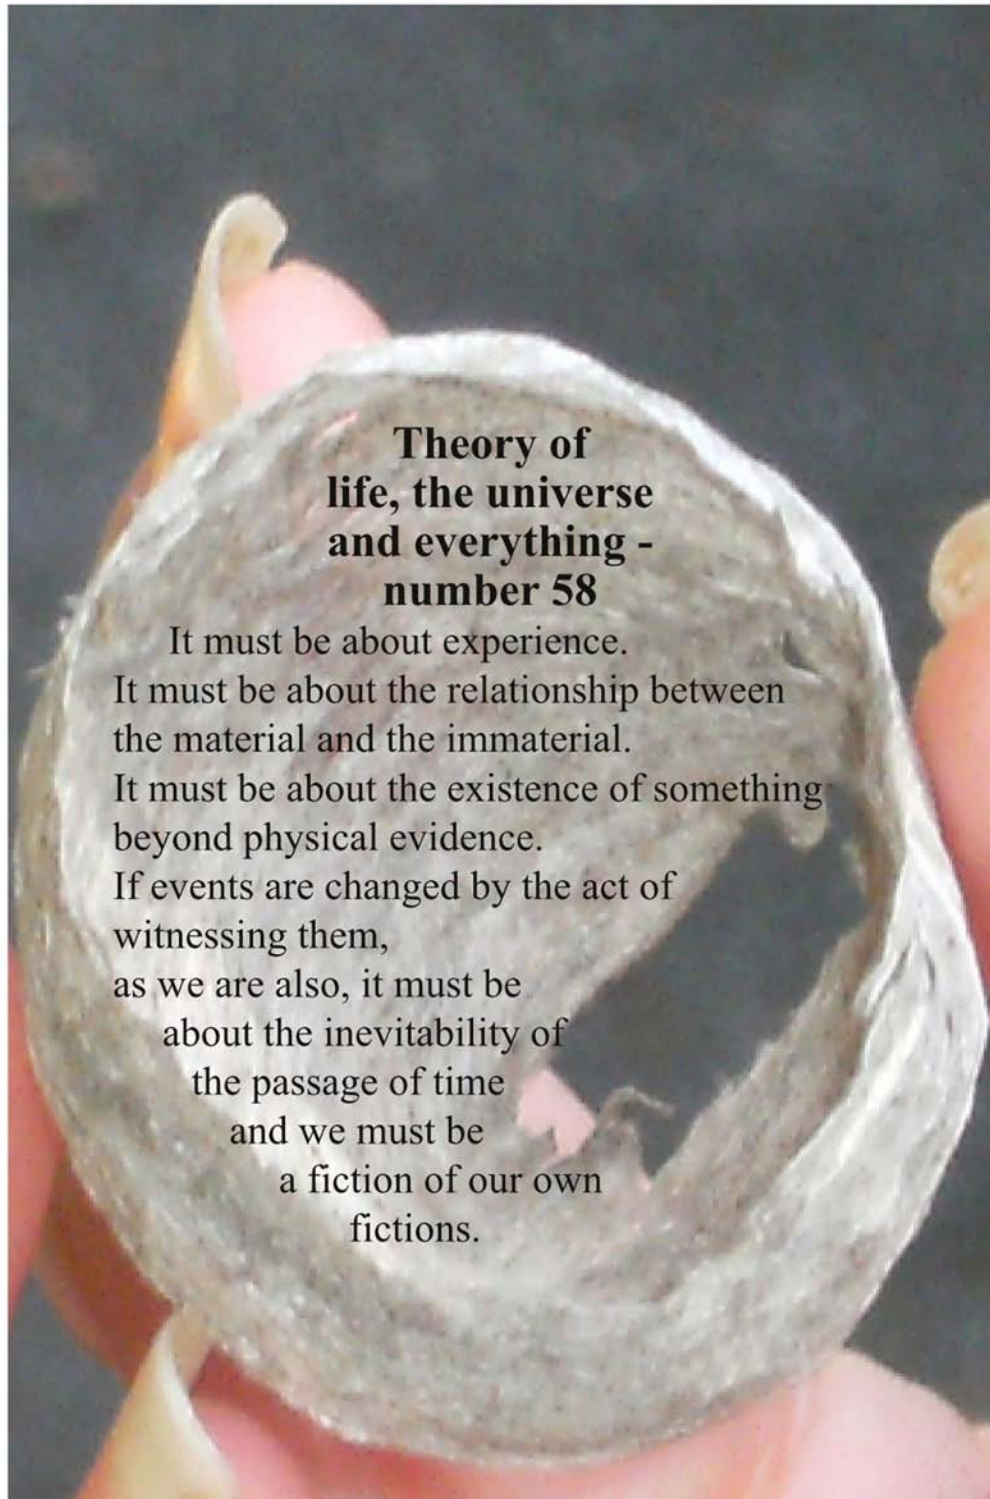 Theory of
life, the universe
and everything -
number 58
It must be about experience.
It must be about the relationship between
the material and the immaterial.
It must be about the existence of something
beyond physical evidence.
If events are changed by the act of
witnessing them,
as we are also, it must be
about the inevitability of
the passage of time
and we must be
a fiction of our own
fictions.